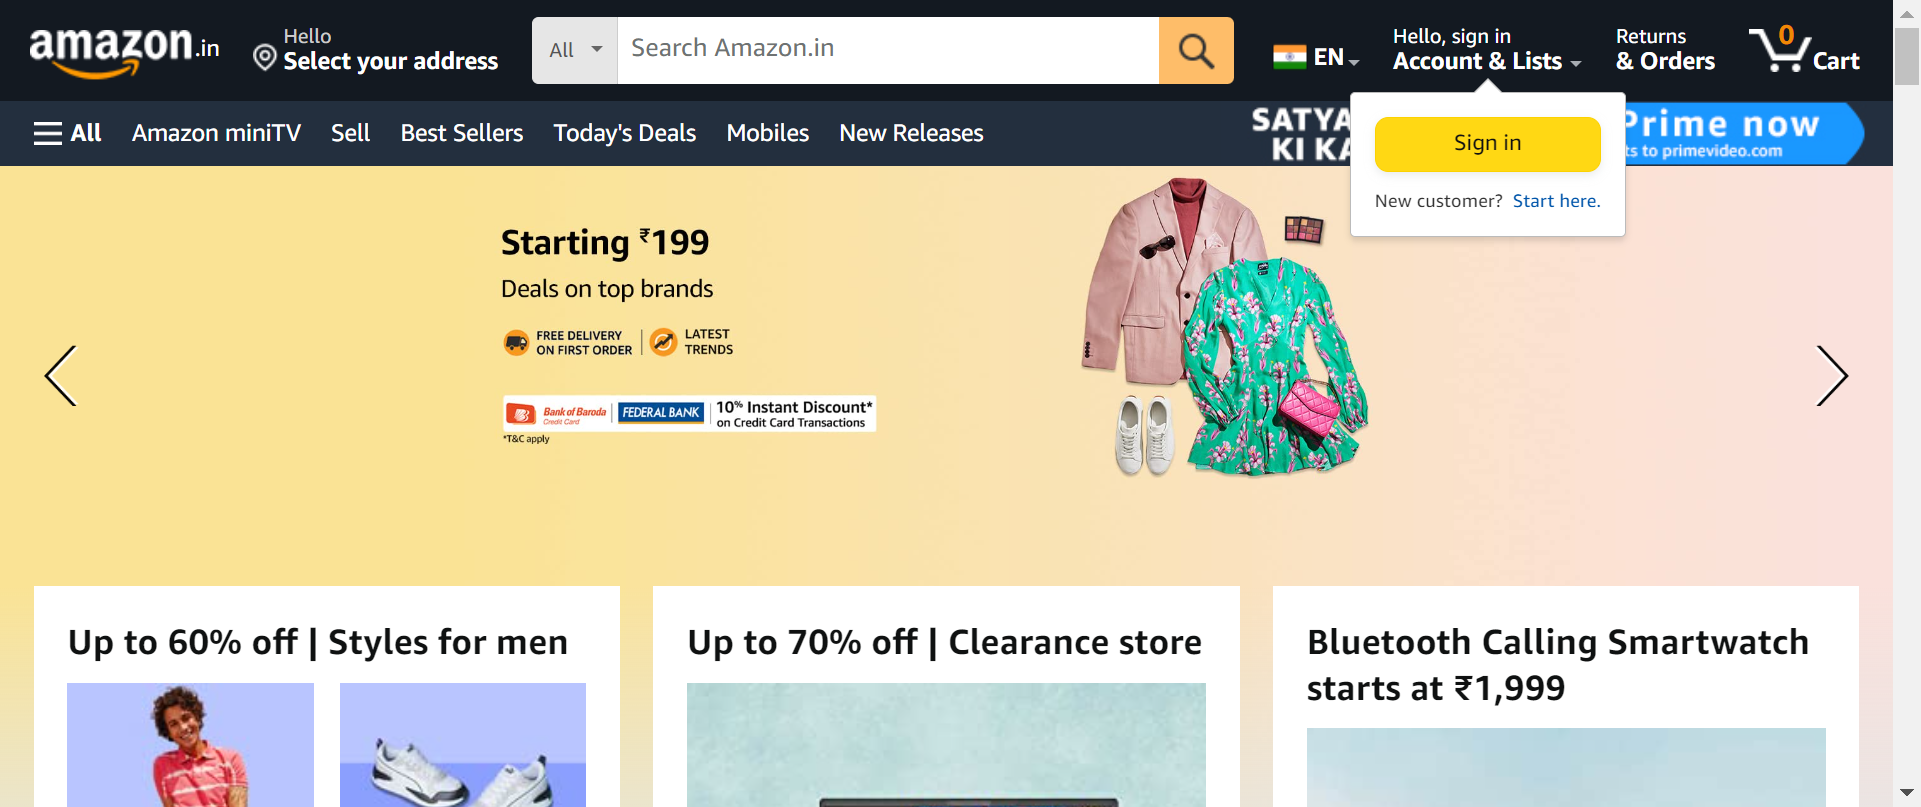 amazon.in
Hello
Select your address
All
Search Amazon.in
EN
Hello, sign in
Account & Lists
Returns
& Orders
0
Cart
All
Amazon miniTV
Sell
Best Sellers
Today's Deals
Mobiles
New Releases
SATYA
KI KA
Prime now
ts to primevideo.com
Sign in
New customer? Start here.
Starting ₹199
Deals on top brands
FREE DELIVERY
ON FIRST ORDER
LATEST
TRENDS
Bank of Baroda
Credit Card
FEDERAL BANK
10% Instant Discount*
on Credit Card Transactions
*T&C apply
Up to 60% off | Styles for men
Up to 70% off | Clearance store
Bluetooth Calling Smartwatch
starts at ₹1,999